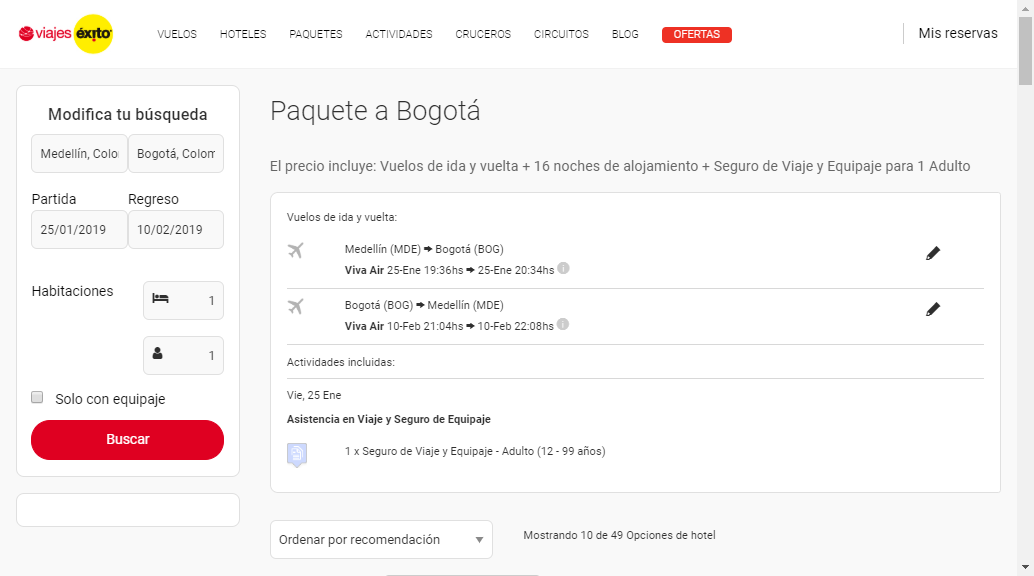 viajes éxito
VUELOS HOTELES PAQUETES ACTIVIDADES CRUCEROS CIRCUITOS BLOG OFERTAS Mis reservas
Modifica tu búsqueda
Medellín, Colo Bogotá, Colom
Partida Regreso
25/01/2019 10/02/2019
Habitaciones 1
1
Solo con equipaje
Buscar
Paquete a Bogotá
El precio incluye: Vuelos de ida y vuelta + 16 noches de alojamiento + Seguro de Viaje y Equipaje para 1 Adulto
Vuelos de ida y vuelta:
Medellín (MDE) ➡ Bogotá (BOG)
Viva Air 25-Ene 19:36hs ➡ 25-Ene 20:34hs
Bogotá (BOG) ➡ Medellín (MDE)
Viva Air 10-Feb 21:04hs ➡ 10-Feb 22:08hs
Actividades incluidas:
Vie, 25 Ene
Asistencia en Viaje y Seguro de Equipaje
1 x Seguro de Viaje y Equipaje - Adulto (12 - 99 años)
Ordenar por recomendación
Mostrando 10 de 49 Opciones de hotel